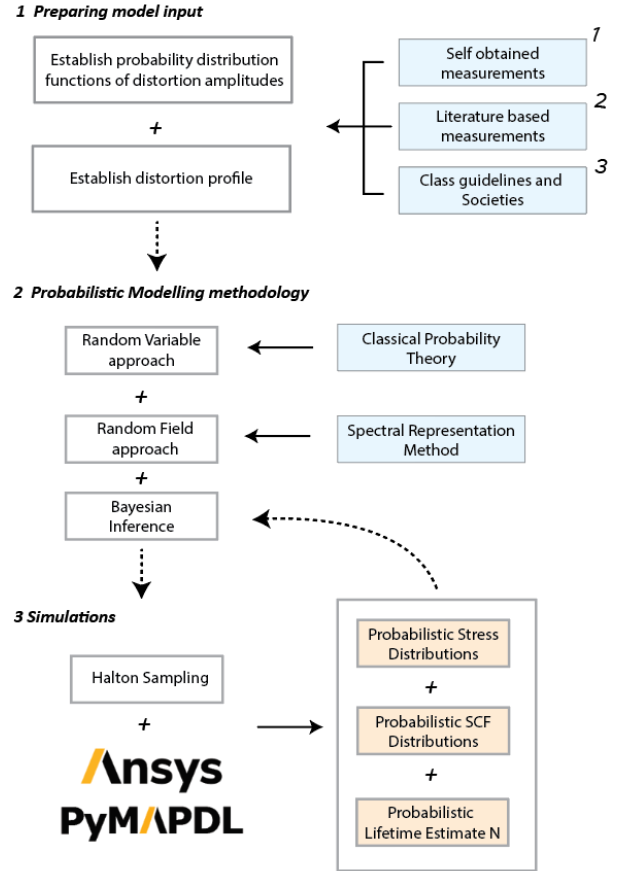 1 Preparing model input
Establish probability distribution
functions of distortion amplitudes
+
Establish distortion profile
1
Self obtained
measurements
2
Literature based
measurements
3
Class guidelines and
Societies
2 Probabilistic Modelling methodology
Random Variable
approach
+
Random Field
approach
+
Bayesian
Inference
Classical Probability
Theory
Spectral Representation
Method
3 Simulations
Halton Sampling
+
Ansys
PyMAPDL
Probabilistic Stress
Distributions
+
Probabilistic SCF
Distributions
+
Probabilistic
Lifetime Estimate N